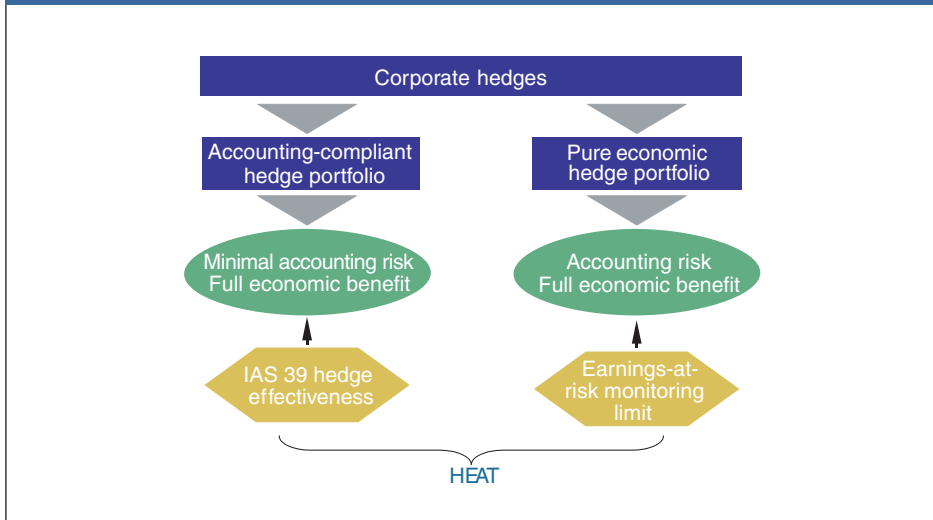 Corporate hedges
Accounting-compliant
hedge portfolio
Pure economic
hedge portfolio
Minimal accounting risk
Full economic benefit
Accounting risk
Full economic benefit
IAS 39 hedge
effectiveness
Earnings-at-
risk monitoring
limit
HEAT